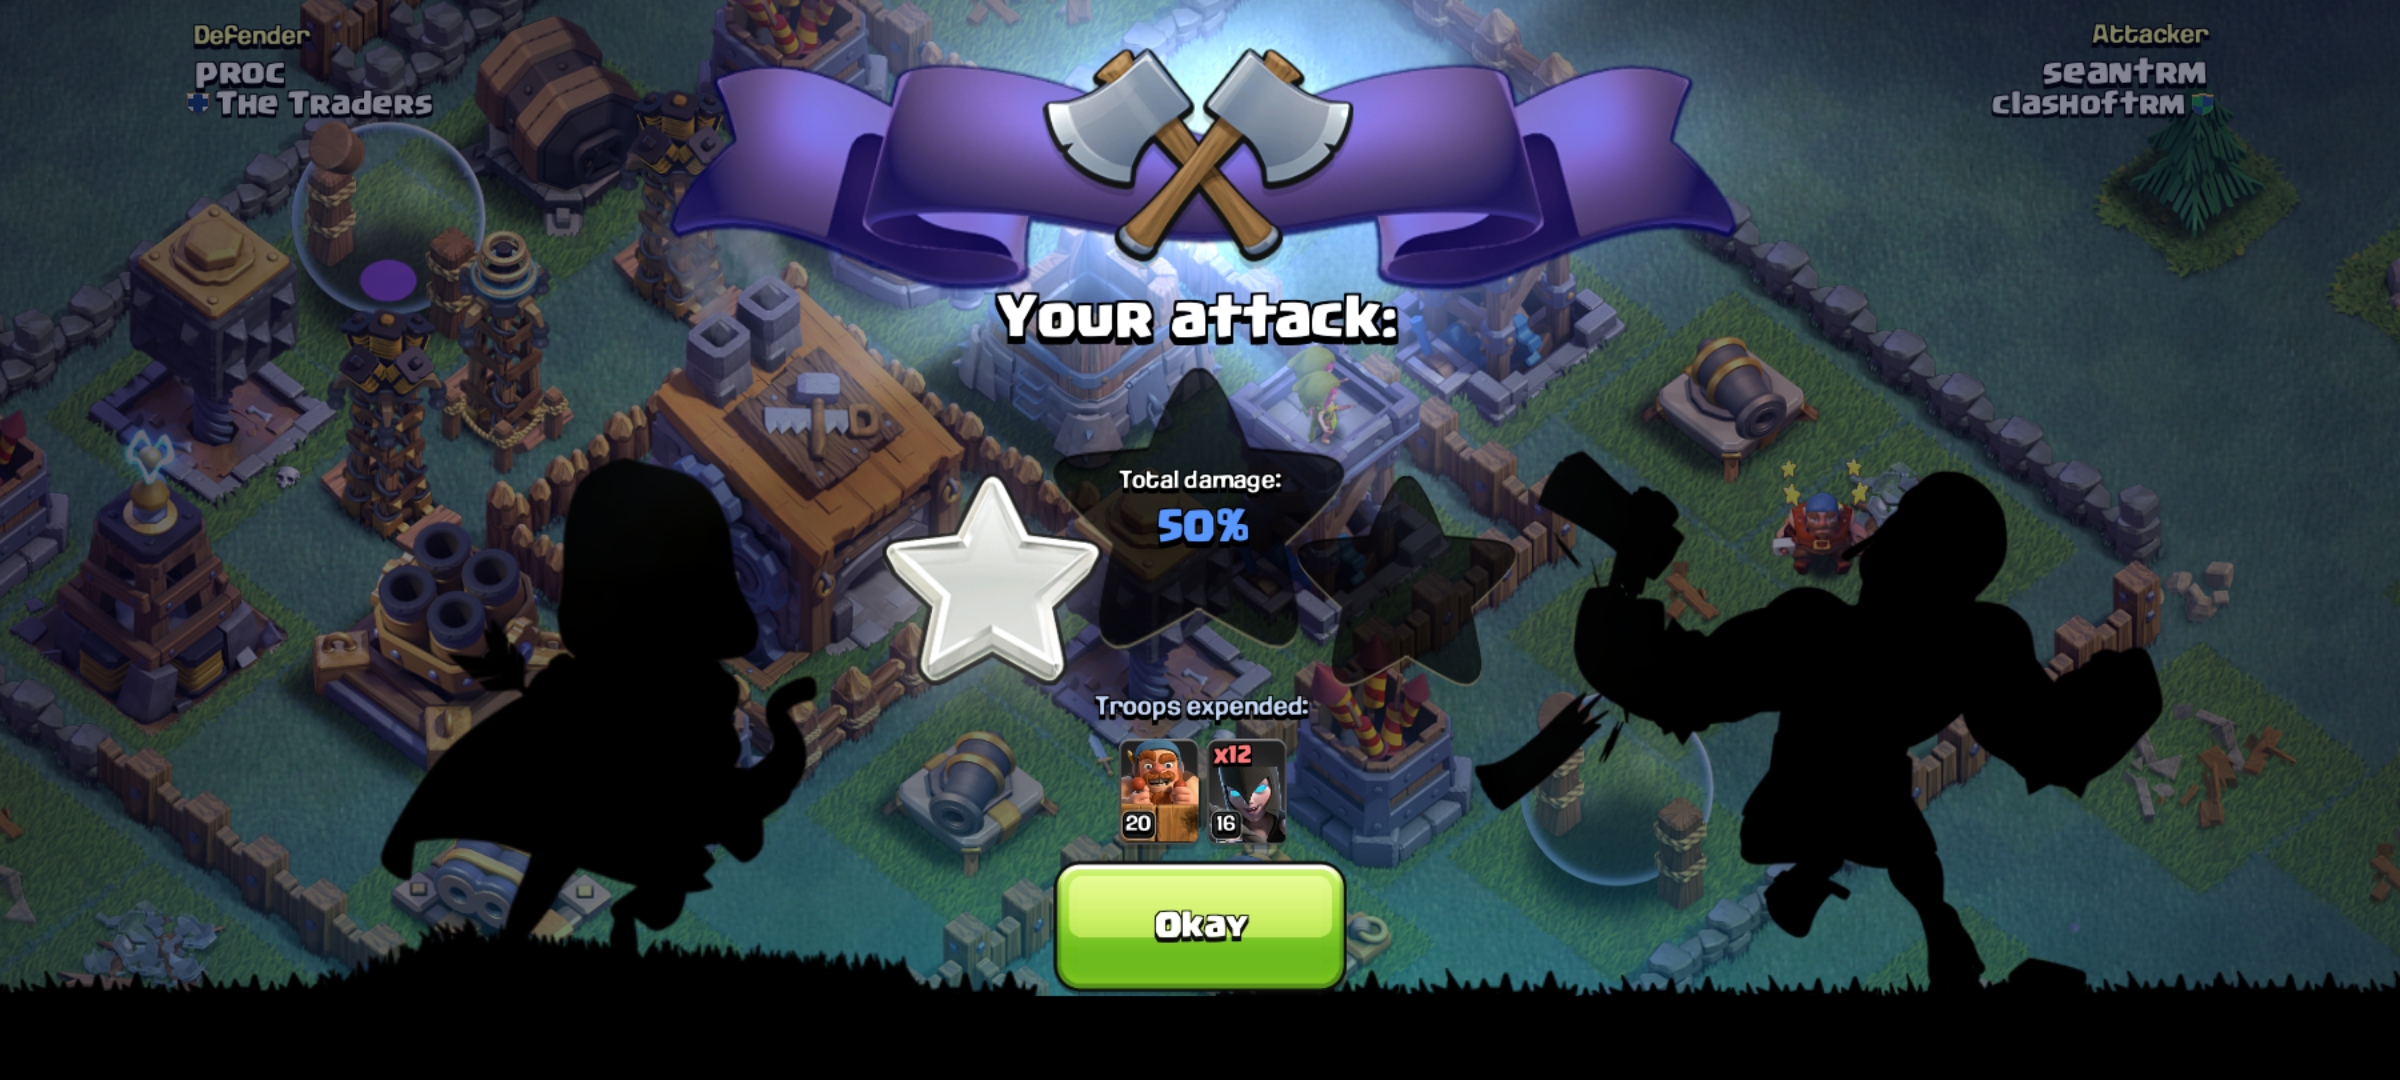 Defender
PROC
The Traders
Attacker
seantRM
clashoftRM
Your attack:
Total damage:
50%
Troops expended:
x12
20
16
Okay